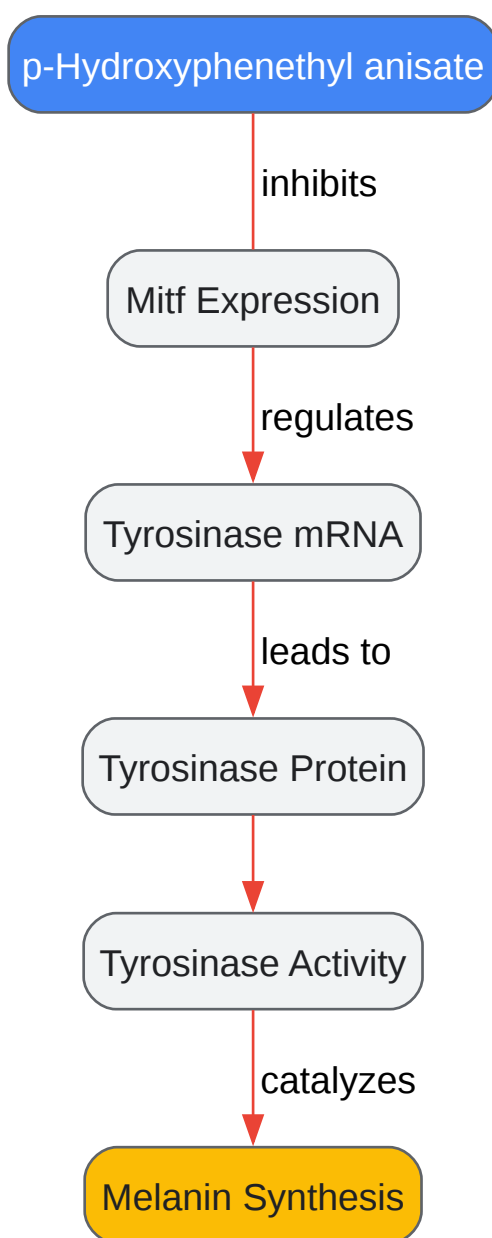 p-Hydroxyphenethyl anisate
inhibits
Mitf Expression
regulates
Tyrosinase mRNA
leads to
Tyrosinase Protein
Tyrosinase Activity
catalyzes
Melanin Synthesis